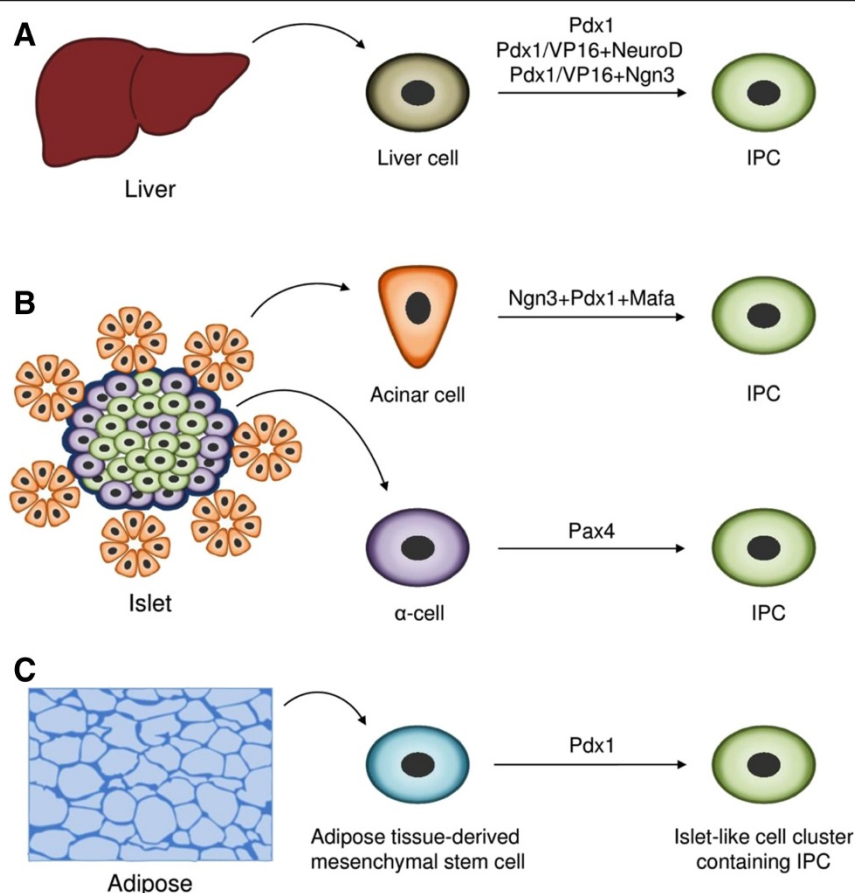 A
Pdx1
Pdx1/VP16+NeuroD
Pdx1/VP16+Ngn3
Liver cell
IPC
Liver
B
Ngn3+Pdx1+Mafa
Acinar cell
IPC
Pax4
Islet
α-cell
IPC
C
Pdx1
Adipose tissue-derived
mesenchymal stem cell
Islet-like cell cluster
containing IPC
Adipose